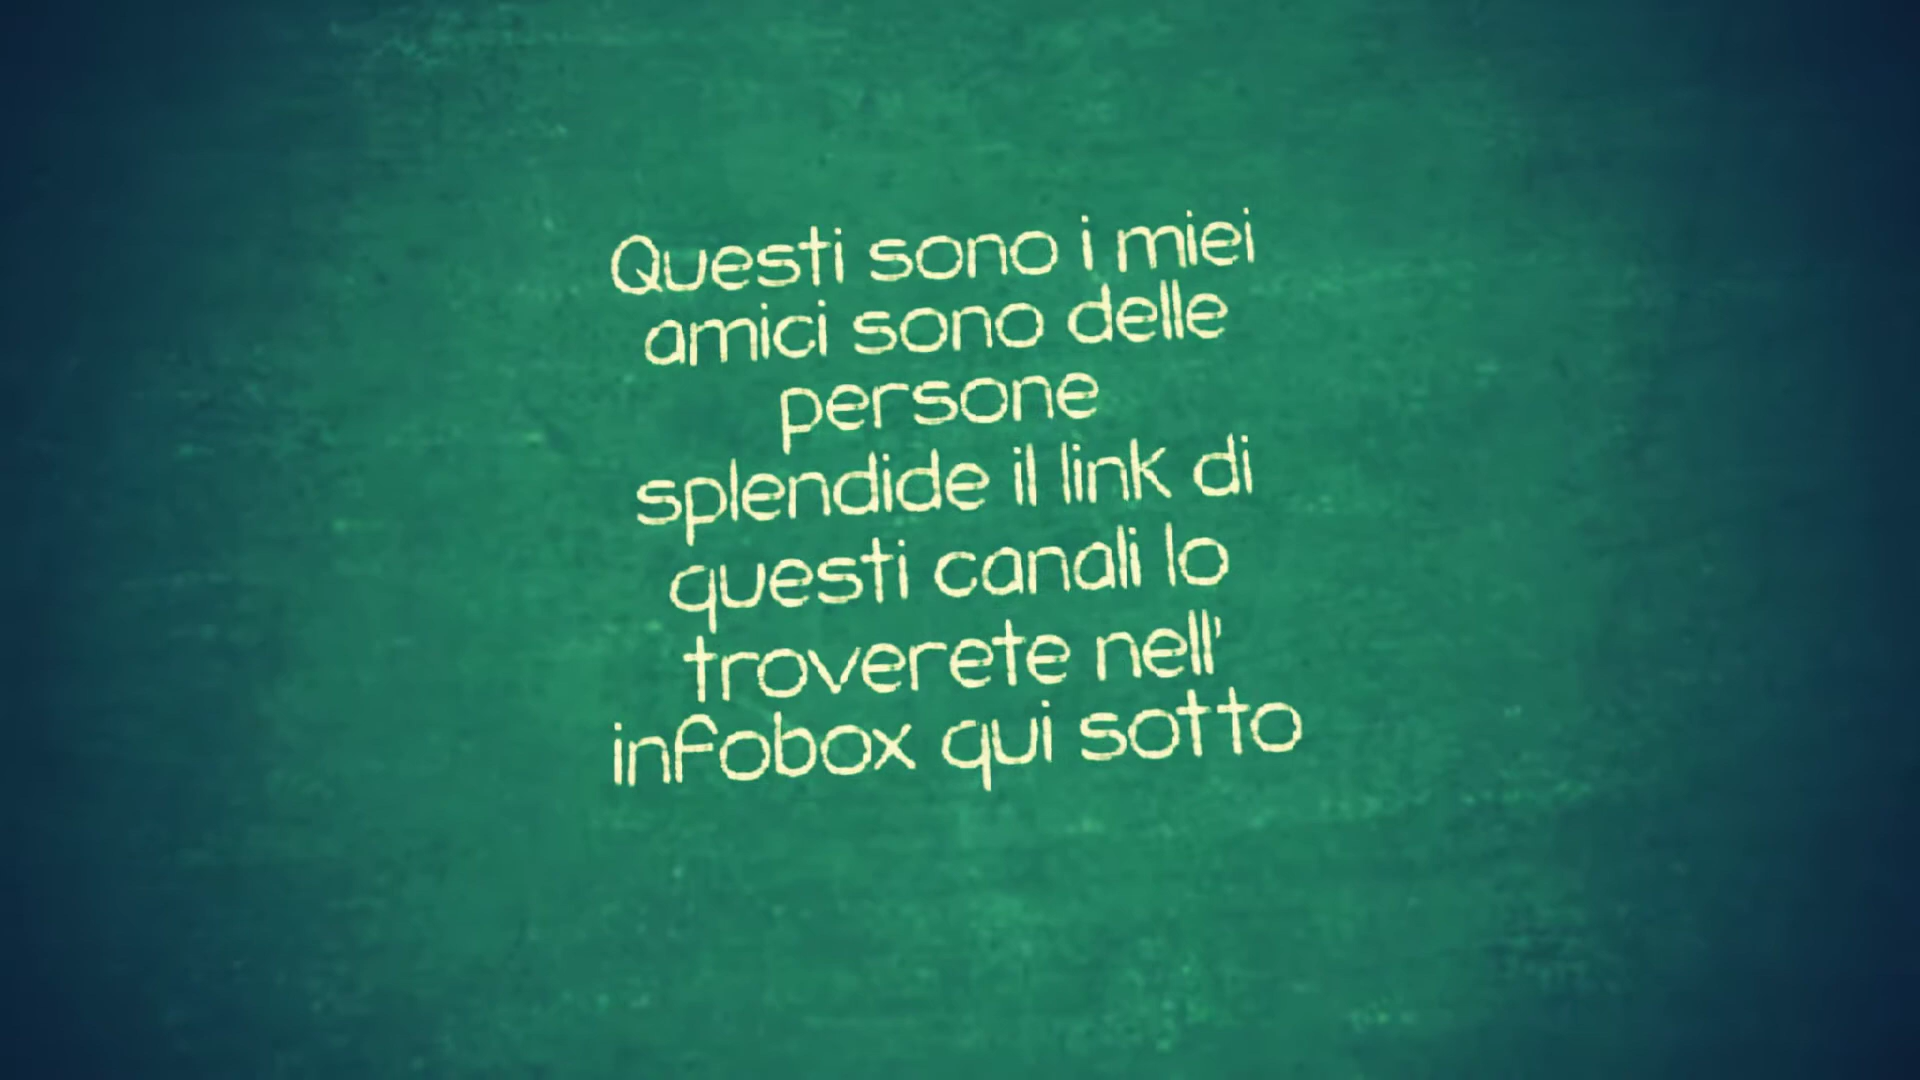 Questi sono i miei
amici sono delle
persone
splendide il link di
questi canali lo
troverete nell'
infobox qui sotto